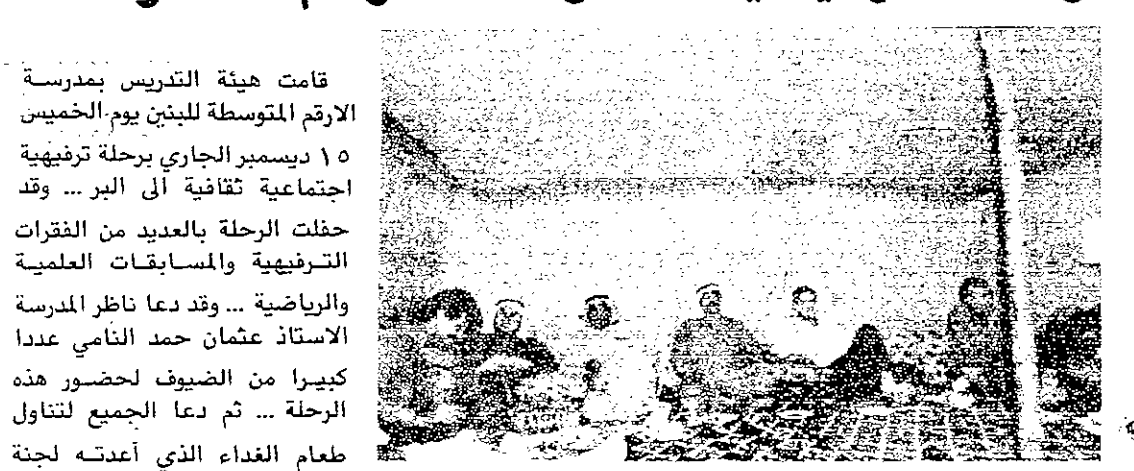 قامت هيئة التدريس بمدرسة
الارقم المتوسطة للبنين يوم الخميس
١٥ ديسمبر الجاري برحلة ترفيهية
اجتماعية ثقافية الى البر ... وقد
حفلت الرحلة بالعديد من الفقرات
الترفيهية والمسابقات العلمية
والرياضية ... وقد دعا ناظر المدرسة
الاستاذ عثمان حمد النامي عددا
كبيرا من الضيوف لحضور هذه
الرحلة ... ثم دعا الجميع لتناول
طعام الغداء الذي أعدته لجنة